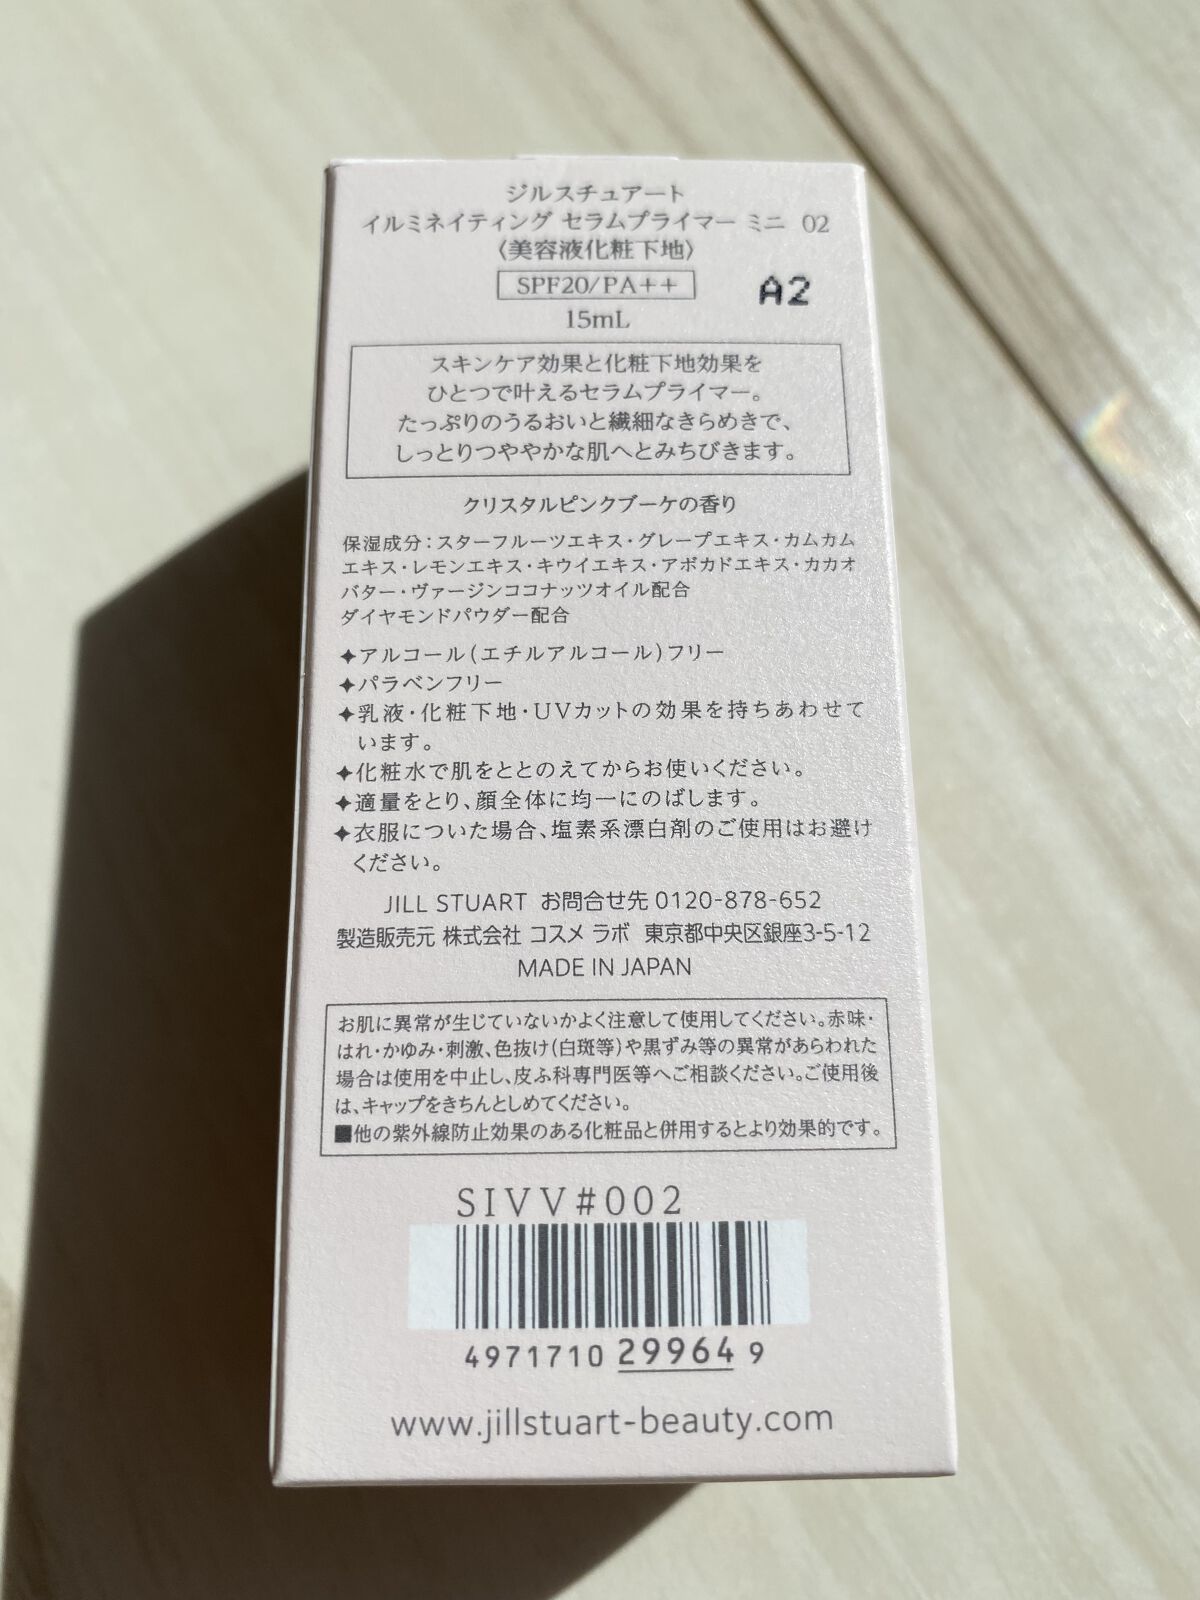 ジルスチュアート
イルミネイティング セラムプライマー ミニ 02
〈美容液化粧下地〉
SPF20/PA++
A2
15mL
スキンケア効果と化粧下地効果を
ひとつで叶えるセラムプライマー。
たっぷりのうるおいと繊細なきらめきで、
しっとりつややかな肌へとみちびきます。
クリスタルピンクブーケの香り
保湿成分：スターフルーツエキス・グレープエキス・カムカム
エキス・レモンエキス・キウイエキス・アボカドエキス・カカオ
バター・ヴァージンココナッツオイル配合
ダイヤモンドパウダー配合
✦アルコール(エチルアルコール)フリー
✦パラベンフリー
✦乳液・化粧下地・UVカットの効果を持ちあわせて
います。
✦化粧水で肌をととのえてからお使いください。
✦適量をとり、顔全体に均一にのばします。
✦衣服についた場合、塩素系漂白剤のご使用はお避け
ください。
JILL STUART お問合せ先 0120-878-652
製造販売元 株式会社 コスメ ラボ 東京都中央区銀座3-5-12
MADE IN JAPAN
お肌に異常が生じていないかよく注意して使用してください。赤味・
はれ・かゆみ・刺激、色抜け(白斑等)や黒ずみ等の異常があらわれた
場合は使用を中止し、皮ふ科専門医等へご相談ください。ご使用後
は、キャップをきちんとしめてください。
■他の紫外線防止効果のある化粧品と併用するとより効果的です。
SIVV#002
4971710 29964 9
www.jillstuart-beauty.com